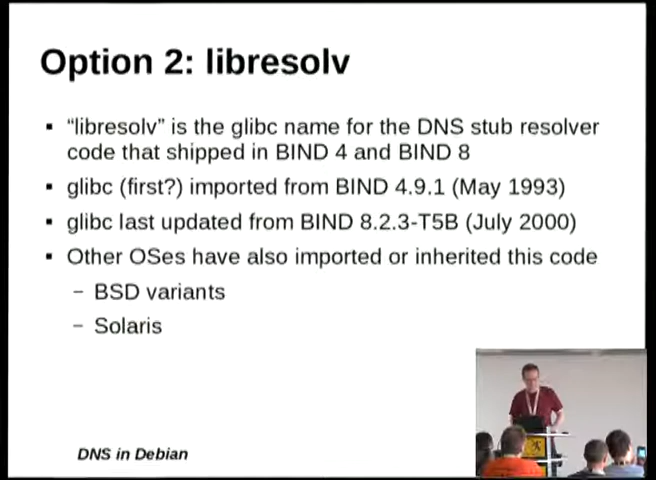 Option 2: libresolv
▪ “libresolv” is the glibc name for the DNS stub resolver
code that shipped in BIND 4 and BIND 8
▪ glibc (first?) imported from BIND 4.9.1 (May 1993)
▪ glibc last updated from BIND 8.2.3-T5B (July 2000)
▪ Other OSes have also imported or inherited this code
– BSD variants
– Solaris
DNS in Debian